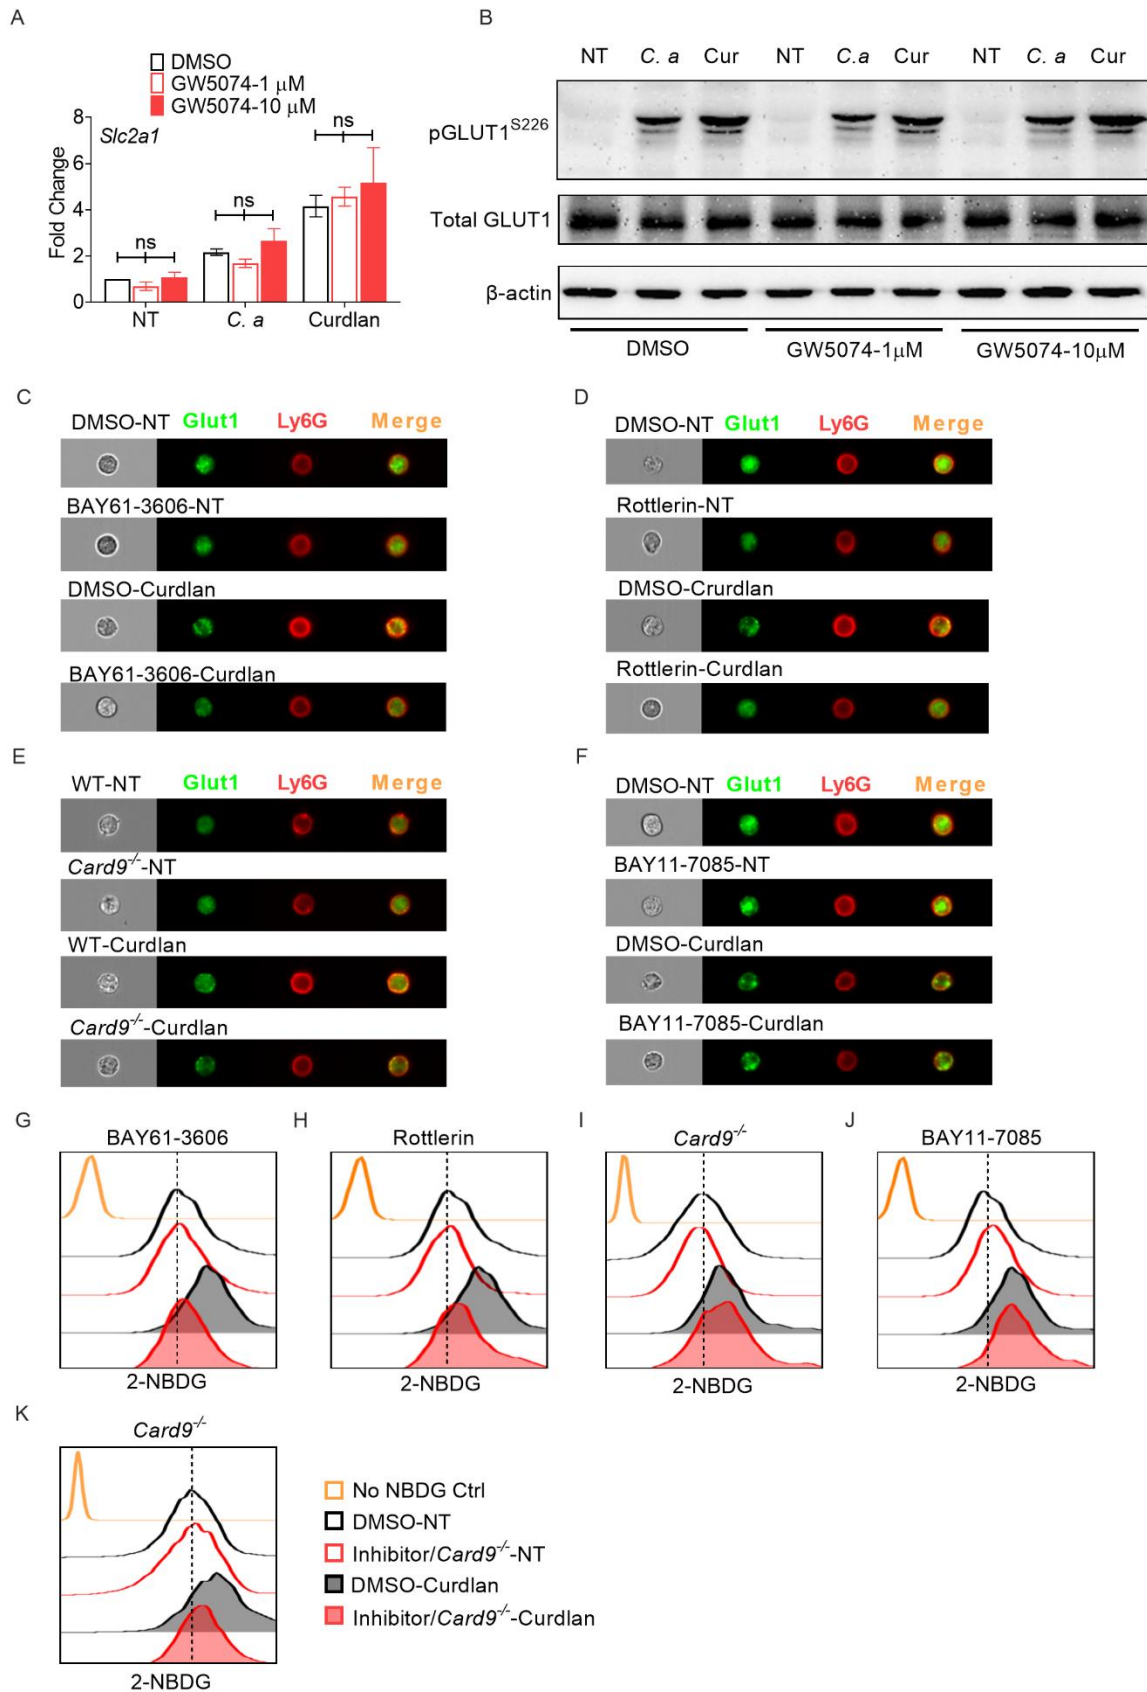 A
DMSO
GW5074-1 μM
GW5074-10 μM
Slc2a1
Fold Change
8
6
4
2
0
ns
ns
ns
NT
C. a
Curdlan
B
NT C. a Cur NT C. a Cur NT C. a Cur
pGLUT1S226
Total GLUT1
β-actin
DMSO GW5074-1μM GW5074-10μM
C
DMSO-NT Glut1 Ly6G Merge
BAY61-3606-NT
DMSO-Curdlan
BAY61-3606-Curdlan
D
DMSO-NT Glut1 Ly6G Merge
Rottlerin-NT
DMSO-Crurdlan
Rottlerin-Curdlan
E
WT-NT Glut1 Ly6G Merge
Card9-/--NT
WT-Curdlan
Card9-/--Curdlan
F
DMSO-NT Glut1 Ly6G Merge
BAY11-7085-NT
DMSO-Curdlan
BAY11-7085-Curdlan
G
BAY61-3606
2-NBDG
H
Rottlerin
2-NBDG
I
Card9-/-
2-NBDG
J
BAY11-7085
2-NBDG
K
Card9-/-
2-NBDG
No NBDG Ctrl
DMSO-NT
Inhibitor/Card9-/--NT
DMSO-Curdlan
Inhibitor/Card9-/--Curdlan